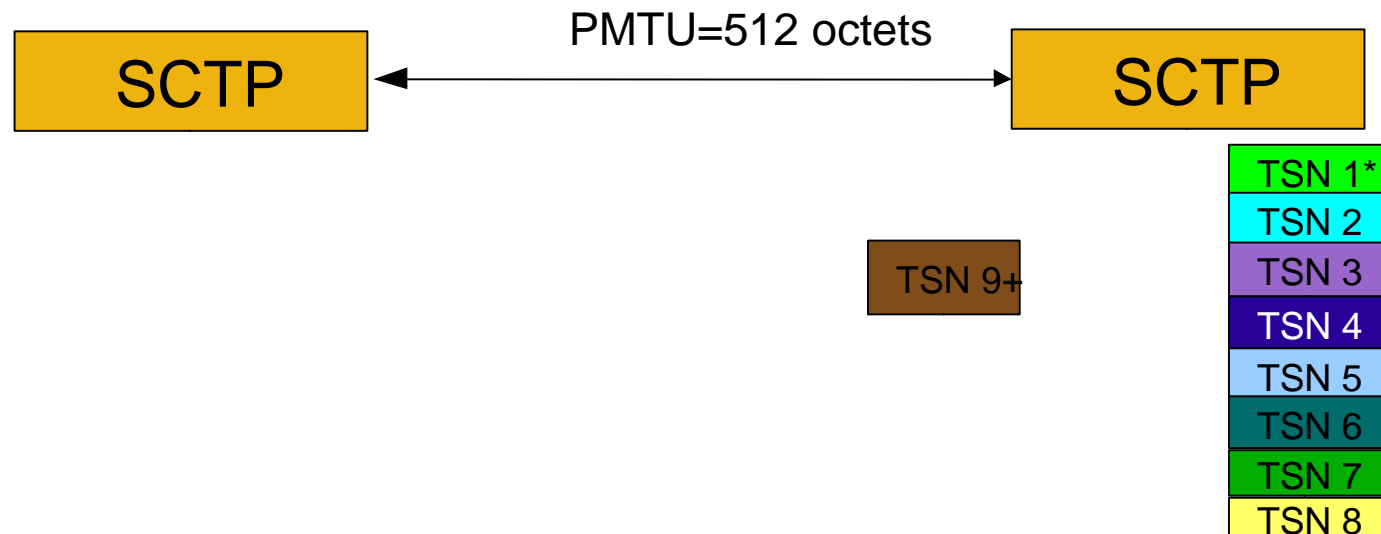 PMTU=512 octets
SCTP
SCTP
TSN 1*
TSN 2
TSN 9+
TSN 3
TSN 4
TSN 5
TSN 6
TSN 7
TSN 8